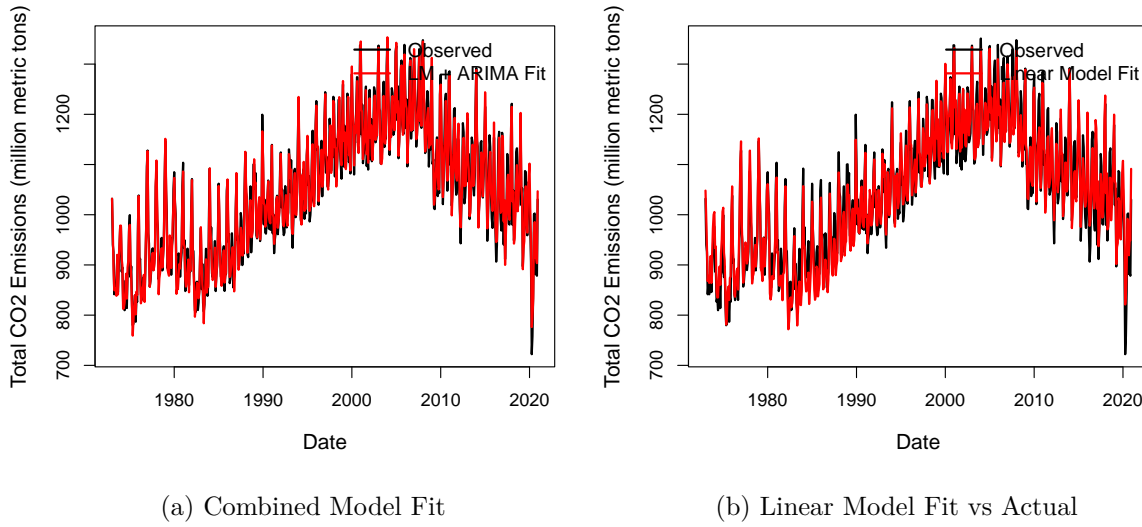 Total CO2 Emissions (million metric tons)
700 800 900 1000 1200
Observed
LM + ARIMA Fit
1980 1990 2000 2010 2020
Date
(a) Combined Model Fit
Total CO2 Emissions (million metric tons)
700 800 900 1000 1200
Observed
Linear Model Fit
1980 1990 2000 2010 2020
Date
(b) Linear Model Fit vs Actual